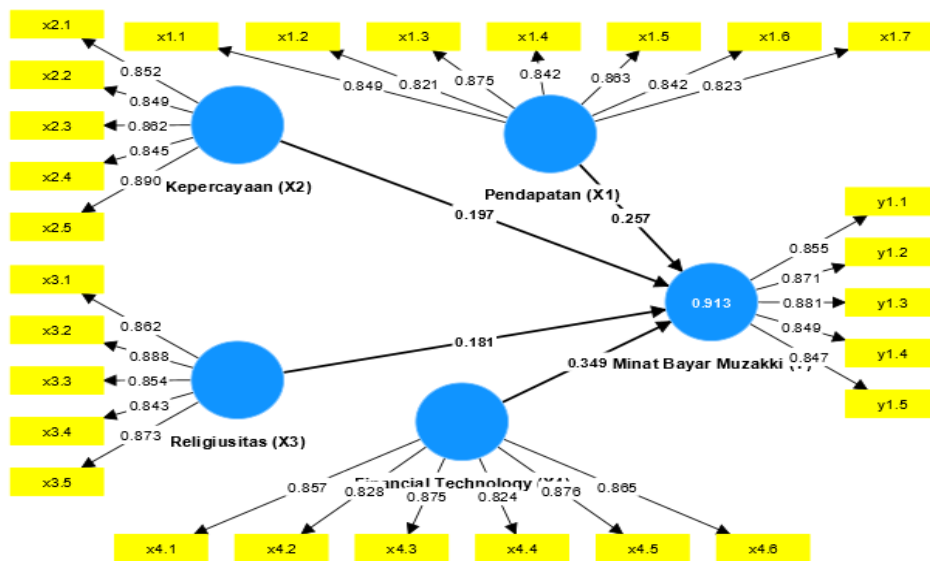 x2.1
x1.1
x1.2
x1.3
x1.4
x1.5
x1.6
x1.7
x2.2
x2.3
x2.4
x2.5
0.852
0.849
0.862
0.845
0.890
Kepercayaan (X2)
0.849
0.821
0.875
0.842
0.863
0.842
0.823
Pendapatan (X1)
0.197
0.257
x3.1
x3.2
x3.3
x3.4
x3.5
0.862
0.888
0.854
0.843
0.873
Religiusitas (X3)
0.181
0.349
0.913
Minat Bayar Muzakki
0.855
0.871
0.881
0.849
0.847
y1.1
y1.2
y1.3
y1.4
y1.5
Financial Technology (X4)
0.857
0.828
0.875
0.824
0.876
0.865
x4.1
x4.2
x4.3
x4.4
x4.5
x4.6